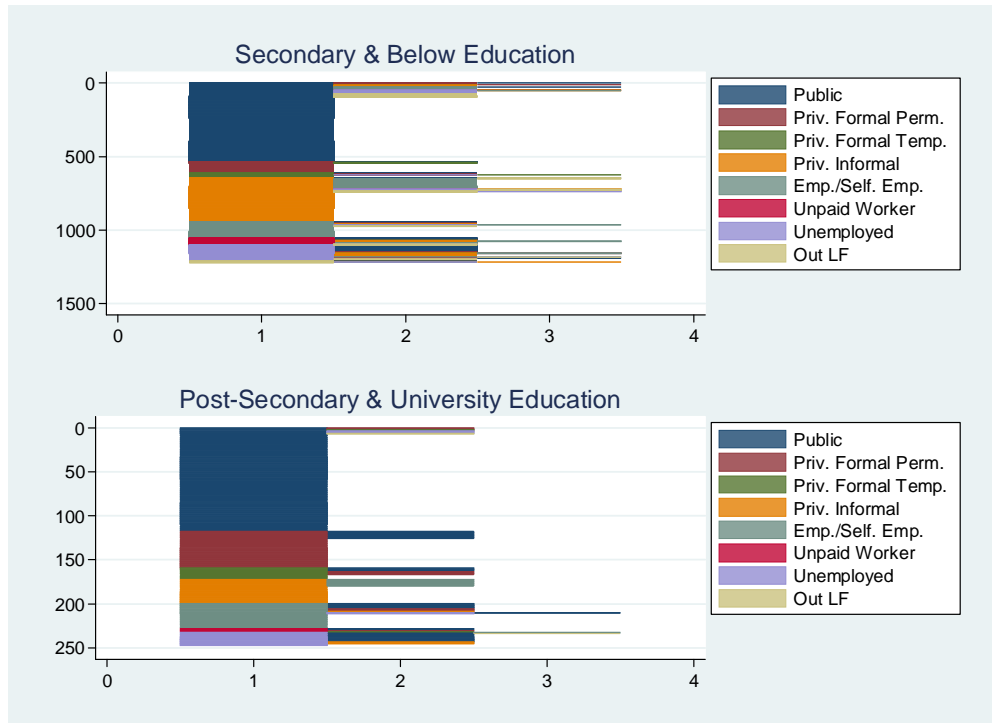 Secondary & Below Education
0
500
1000
1500
0 1 2 3 4
Public
Priv. Formal Perm.
Priv. Formal Temp.
Priv. Informal
Emp./Self. Emp.
Unpaid Worker
Unemployed
Out LF
Post-Secondary & University Education
0
50
100
150
200
250
0 1 2 3 4
Public
Priv. Formal Perm.
Priv. Formal Temp.
Priv. Informal
Emp./Self. Emp.
Unpaid Worker
Unemployed
Out LF